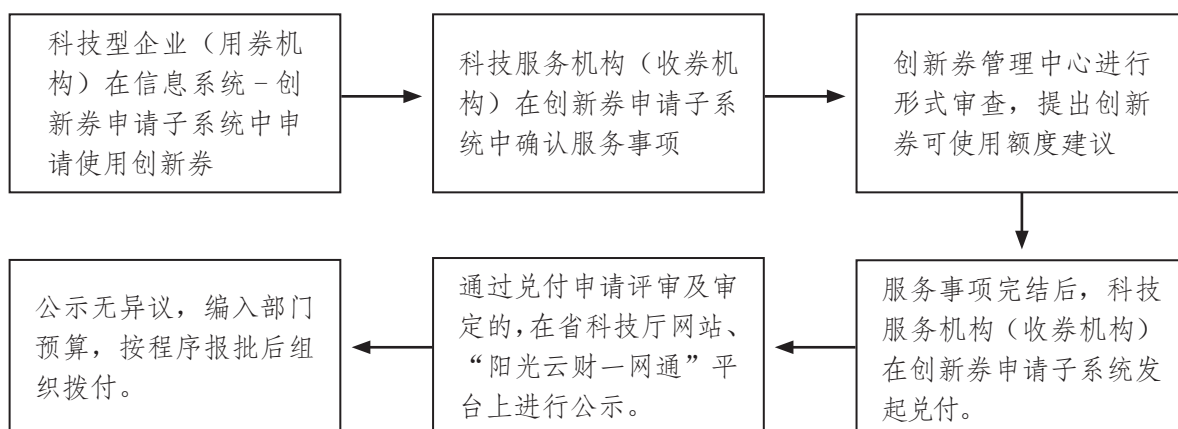 科技型企业（用券机
构）在信息系统－创
新券申请子系统中申
请使用创新券
科技服务机构（收券机
构）在创新券申请子系
统中确认服务事项
创新券管理中心进行
形式审查，提出创新
券可使用额度建议
服务事项完结后，科技
服务机构（收券机构）
在创新券申请子系统发
起兑付。
通过兑付申请评审及审
定的，在省科技厅网站、
“阳光云财一网通”平
台上进行公示。
公示无异议，编入部门
预算，按程序报批后组
织拨付。